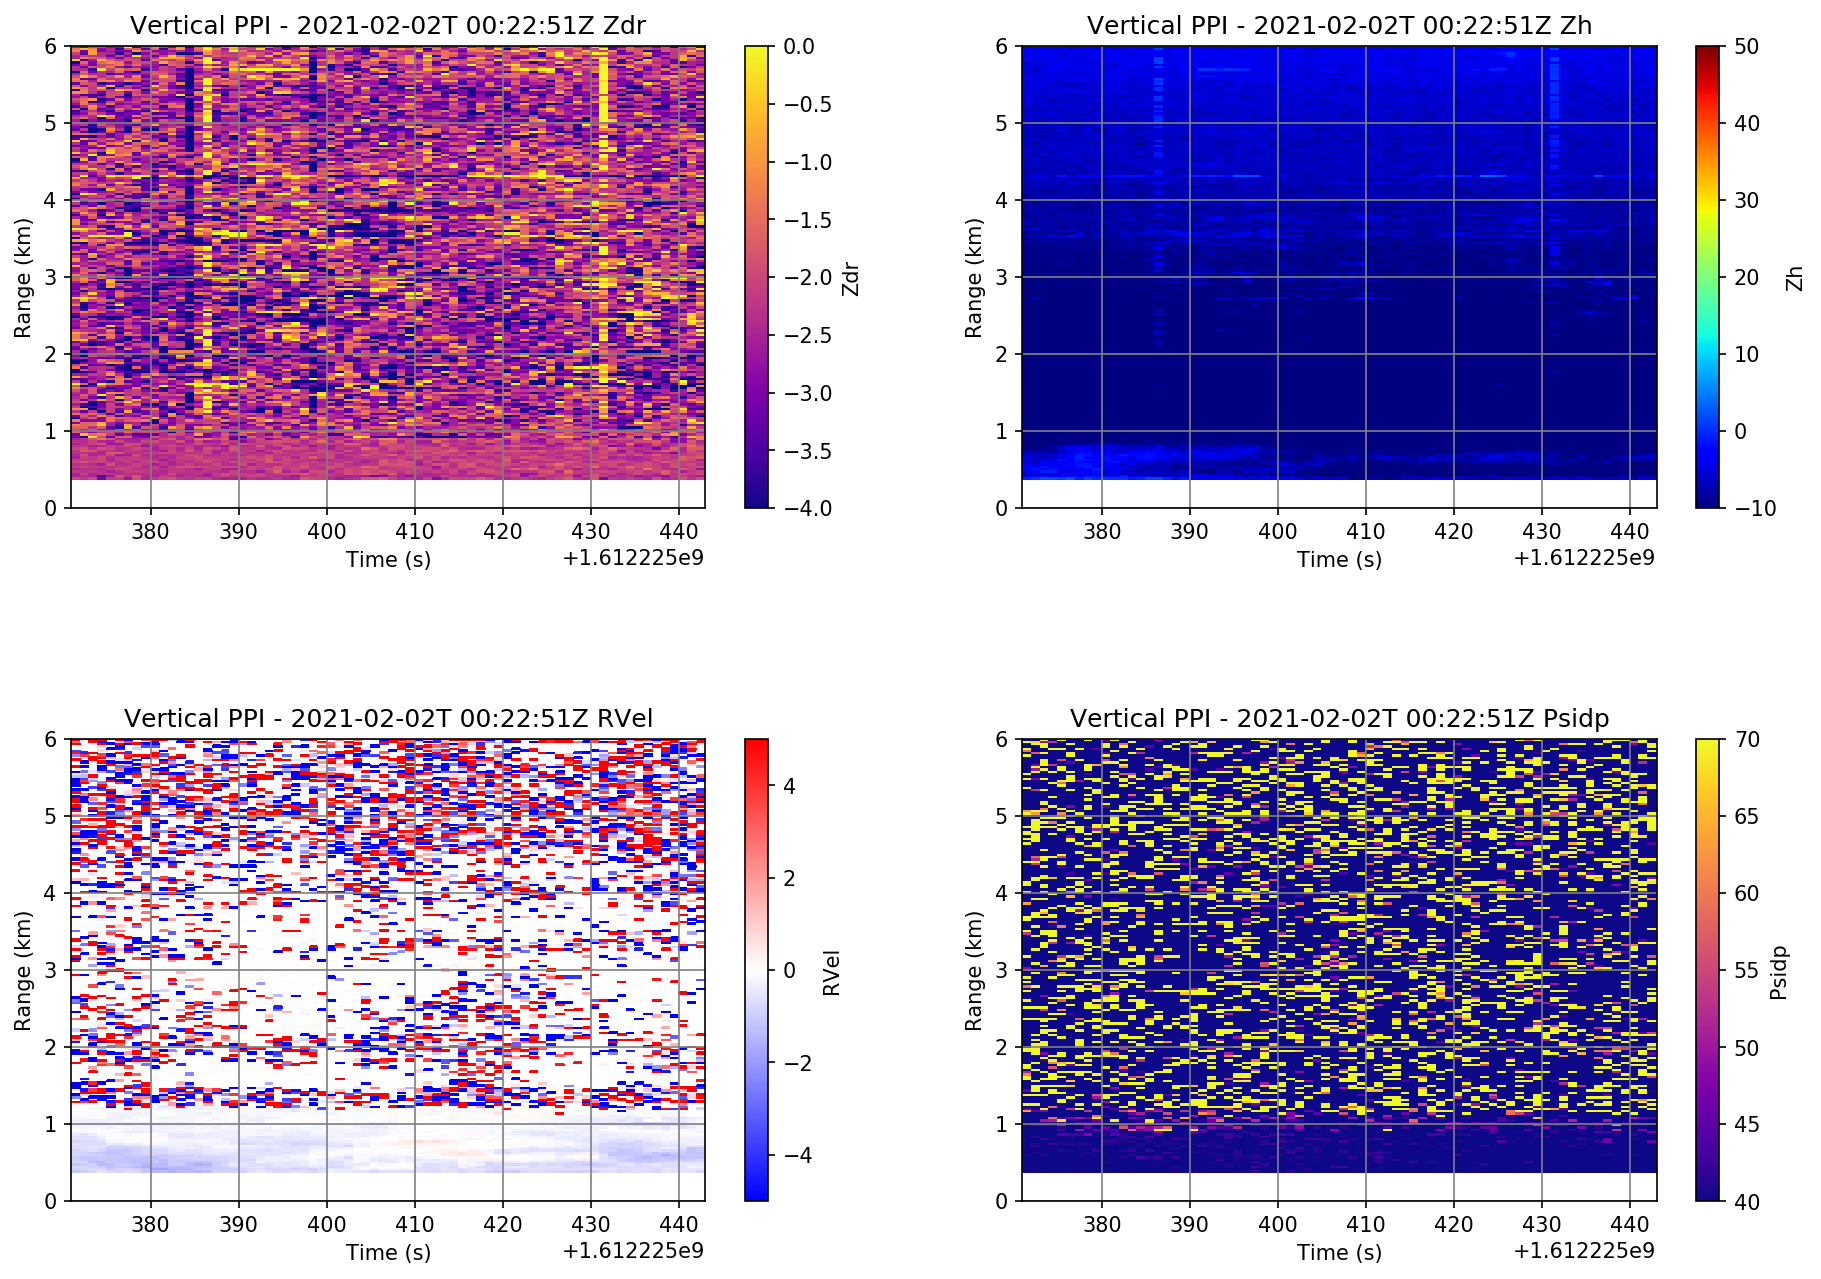 Vertical PPI - 2021-02-02T 00:22:51Z Zdr
6
5
4
3
2
1
0
Range (km)
380 390 400 410 420 430 440
Time (s)
+1.612225e9
0.0
−0.5
−1.0
−1.5
−2.0
−2.5
−3.0
−3.5
−4.0
Zdr
Vertical PPI - 2021-02-02T 00:22:51Z Zh
6
5
4
3
2
1
0
Range (km)
380 390 400 410 420 430 440
Time (s)
+1.612225e9
50
40
30
20
10
0
−10
Zh
Vertical PPI - 2021-02-02T 00:22:51Z RVel
6
5
4
3
2
1
0
Range (km)
380 390 400 410 420 430 440
Time (s)
+1.612225e9
4
2
0
−2
−4
RVel
Vertical PPI - 2021-02-02T 00:22:51Z Psidp
6
5
4
3
2
1
0
Range (km)
380 390 400 410 420 430 440
Time (s)
+1.612225e9
70
65
60
55
50
45
40
Psidp